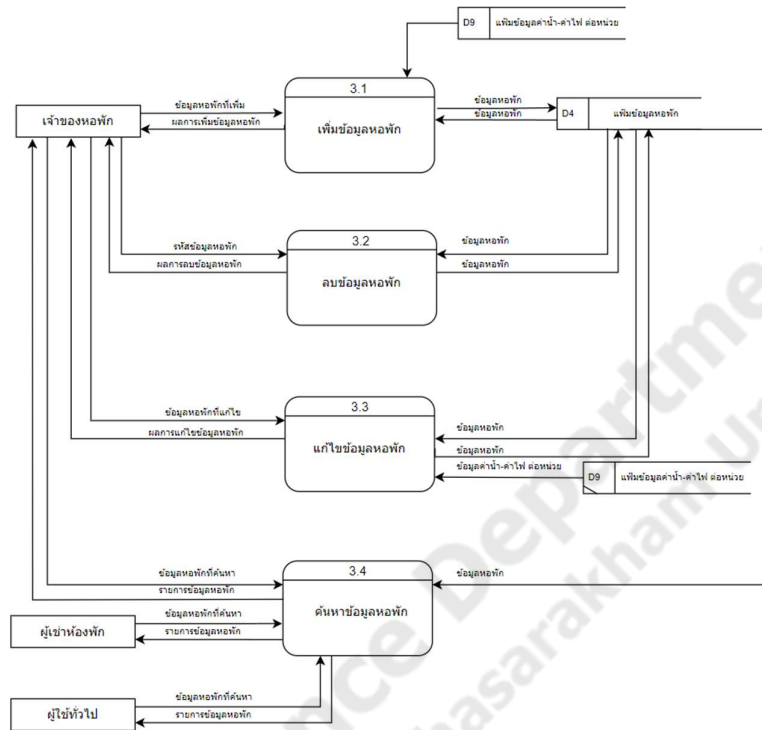 D9 แฟ้มข้อมูลค่าน้ำ-ค่าไฟ ต่อหน่วย
3.1
เพิ่มข้อมูลหอพัก
เจ้าของหอพัก
ข้อมูลหอพักที่เพิ่ม
ผลการเพิ่มข้อมูลหอพัก
ข้อมูลหอพัก
ข้อมูลหอพัก
D4 แฟ้มข้อมูลหอพัก
3.2
ลบข้อมูลหอพัก
รหัสข้อมูลหอพัก
ผลการลบข้อมูลหอพัก
ข้อมูลหอพัก
ข้อมูลหอพัก
3.3
แก้ไขข้อมูลหอพัก
ข้อมูลหอพักที่แก้ไข
ผลการแก้ไขข้อมูลหอพัก
ข้อมูลหอพัก
ข้อมูลหอพัก
ข้อมูลค่าน้ำ-ค่าไฟ ต่อหน่วย
D9 แฟ้มข้อมูลค่าน้ำ-ค่าไฟ ต่อหน่วย
3.4
ค้นหาข้อมูลหอพัก
ข้อมูลหอพักที่ค้นหา
รายการข้อมูลหอพัก
ข้อมูลหอพัก
ผู้เช่าห้องพัก
ข้อมูลหอพักที่ค้นหา
รายการข้อมูลหอพัก
ผู้ใช้ทั่วไป
ข้อมูลหอพักที่ค้นหา
รายการข้อมูลหอพัก